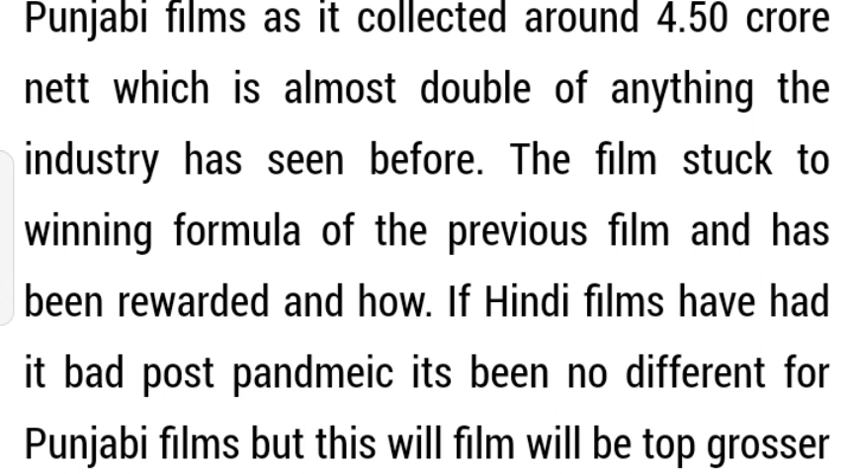 Punjabi films as it collected around 4.50 crore
nett which is almost double of anything the
industry has seen before. The film stuck to
winning formula of the previous film and has
been rewarded and how. If Hindi films have had
it bad post pandmeic its been no different for
Punjabi films but this will film will be top grosser